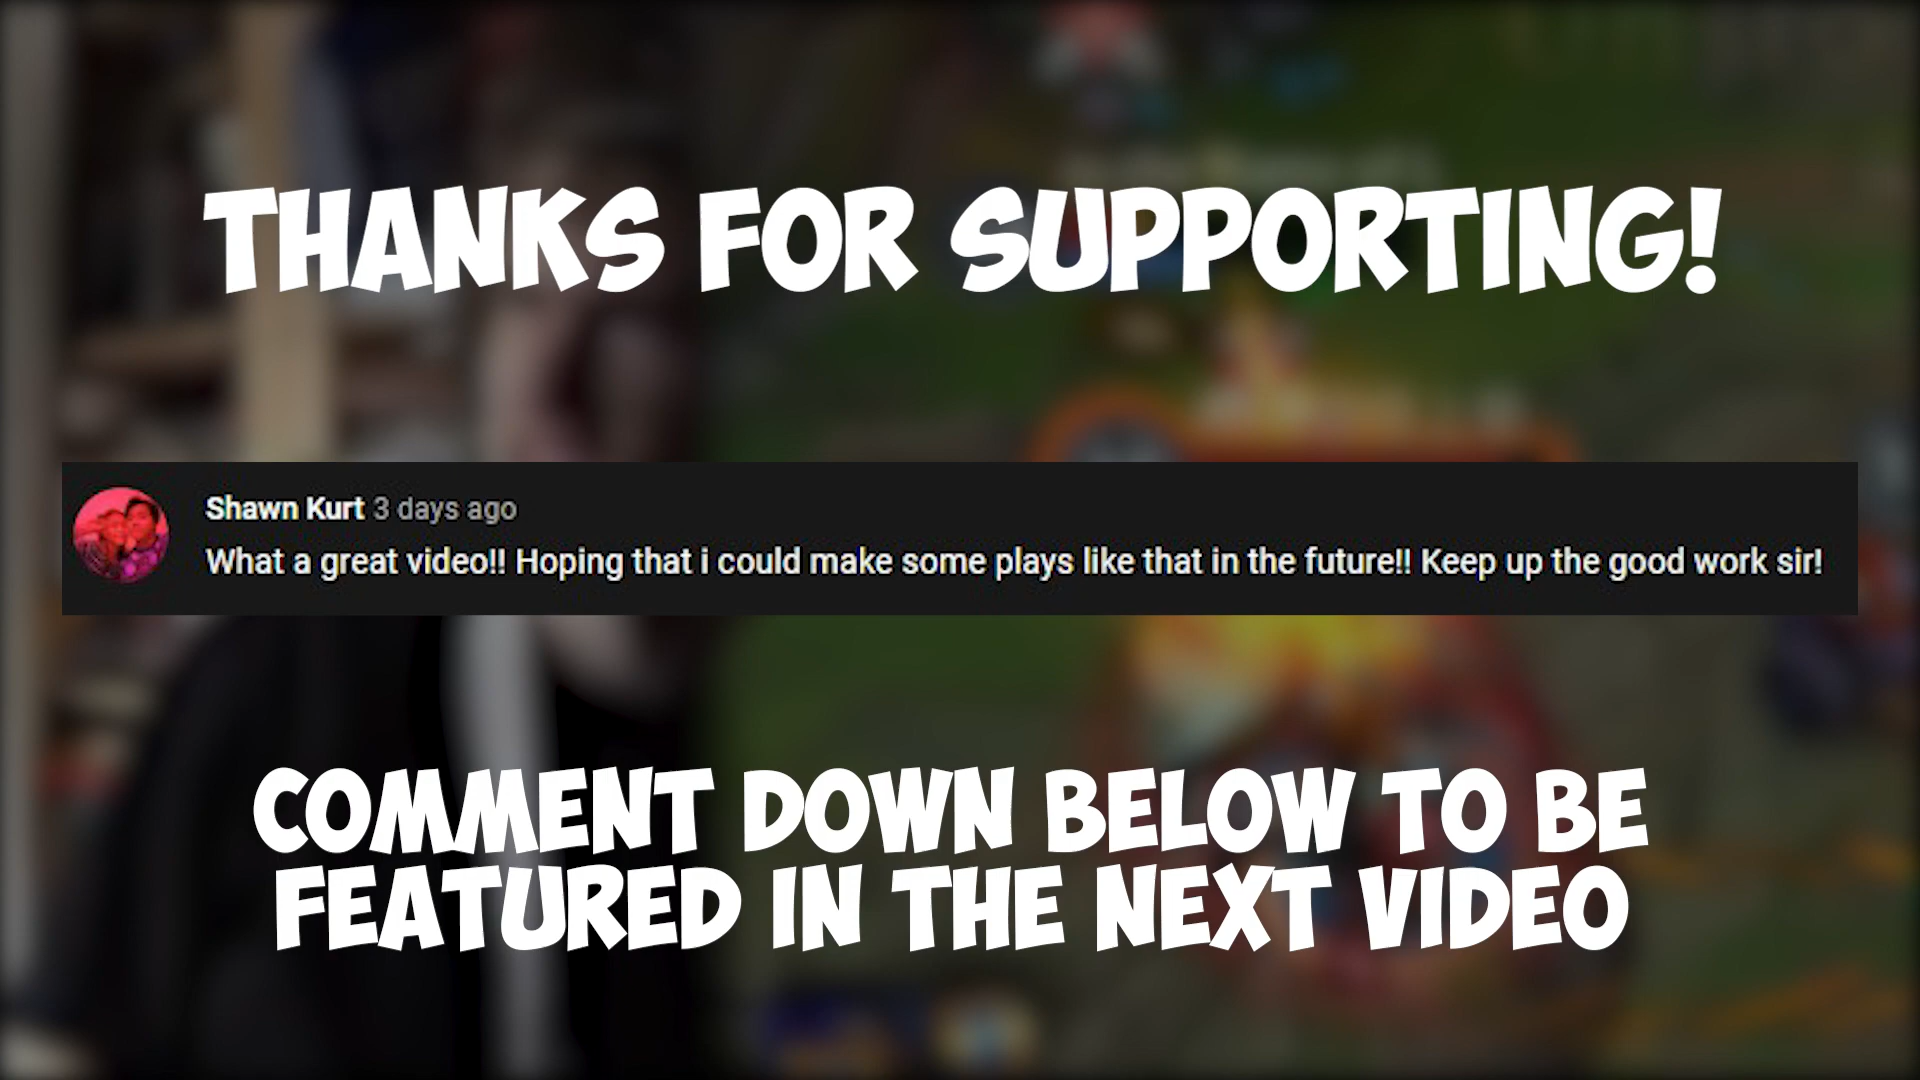 THANKS FOR SUPPORTING!
Shawn Kurt 3 days ago
What a great video!! Hoping that i could make some plays like that in the future!! Keep up the good work sir!
COMMENT DOWN BELOW TO BE
FEATURED IN THE NEXT VIDEO